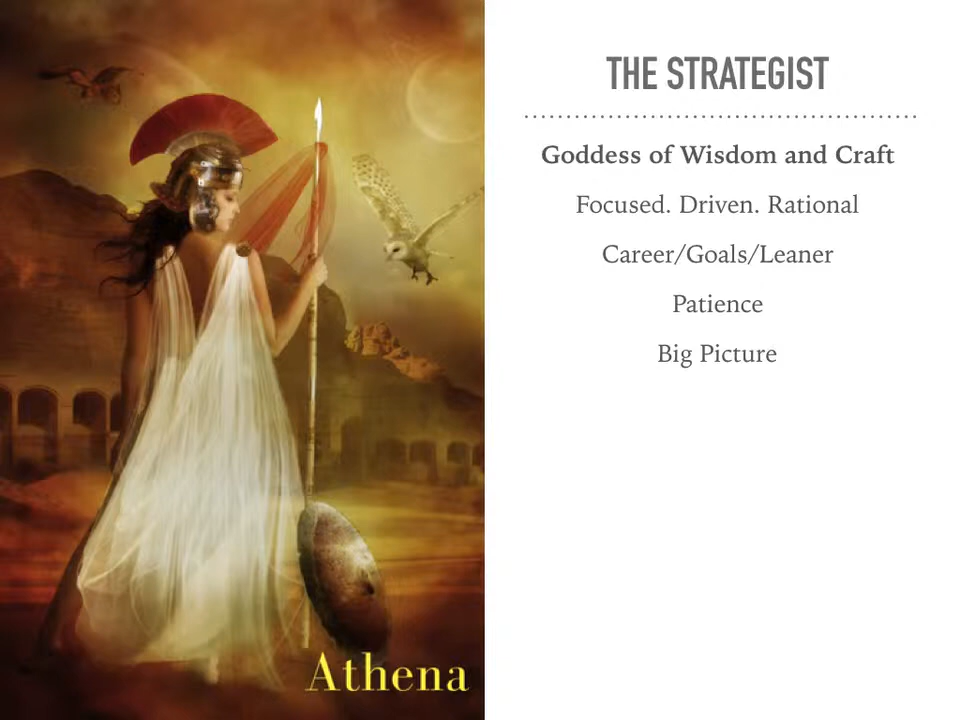 THE STRATEGIST
Goddess of Wisdom and Craft
Focused. Driven. Rational
Career/Goals/Leaner
Patience
Big Picture
Athena